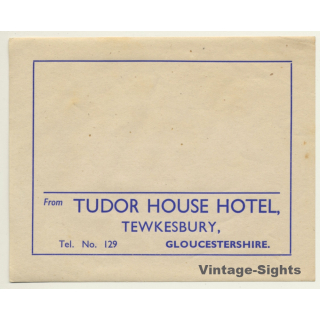 From TUDOR HOUSE HOTEL,
TEWKESBURY,
Tel. No. 129 GLOUCESTERSHIRE.
Vintage-Sights